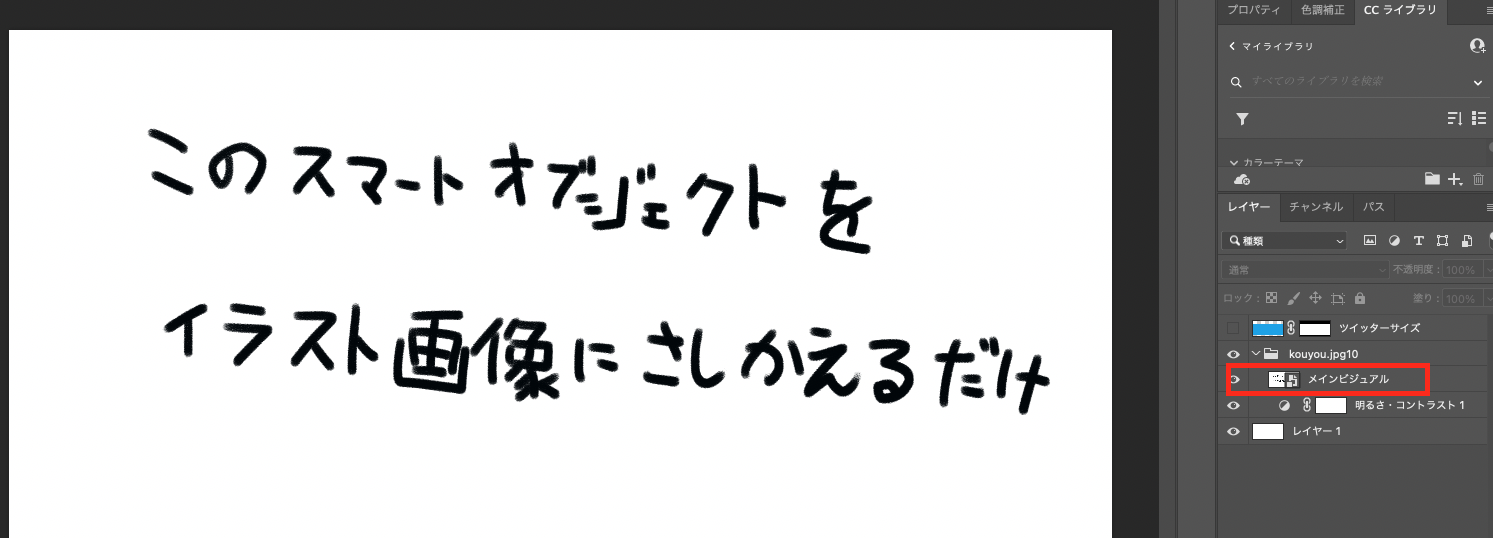 このスマートオブジェクトを
イラスト画像にさしかえるだけ
プロパティ 色調補正 CC ライブラリ
マイライブラリ
すべてのライブラリを検索
カラーテーマ
レイヤー チャンネル パス
種類
通常 不透明度: 100%
ロック: 塗り: 100%
ツイッターサイズ
kouyou.jpg10
メインビジュアル
明るさ・コントラスト 1
レイヤー 1